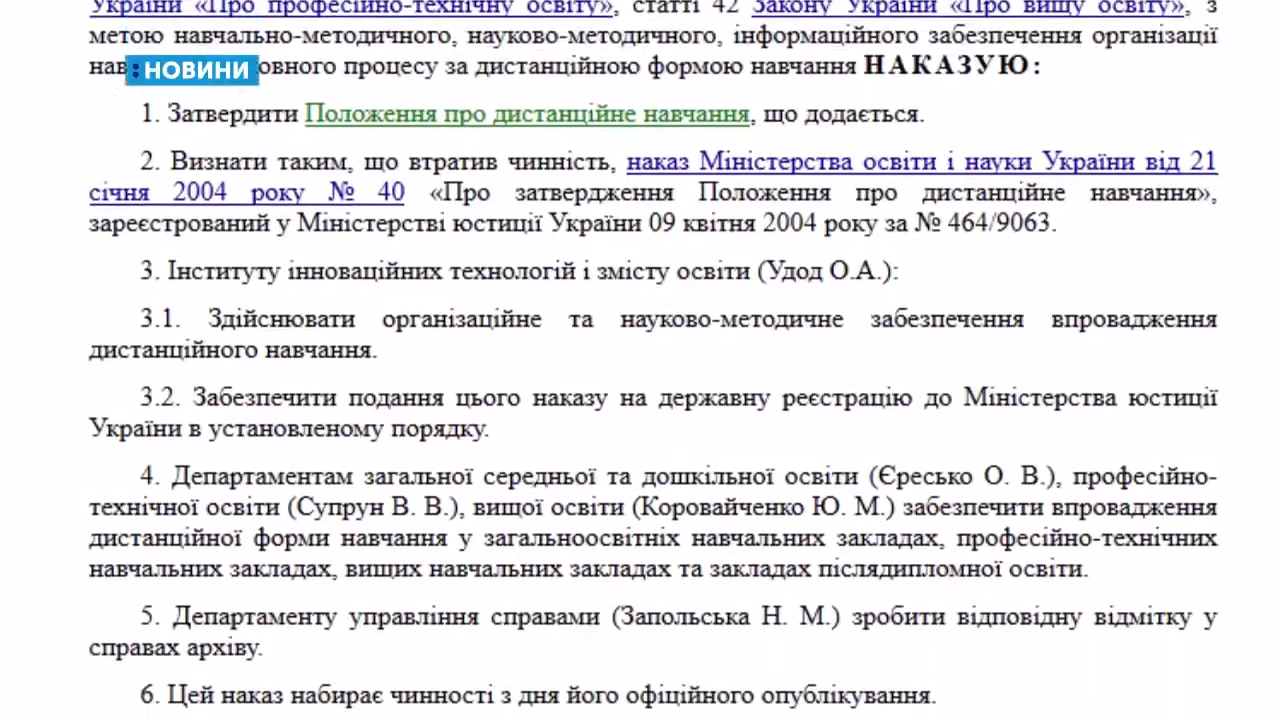 України «Про професійно-технічну освіту», статті 42 Закону України «Про вищу освіту», з
метою навчально-методичного, науково-методичного, інформаційного забезпечення організації
процесу за дистанційною формою навчання НАКАЗУЮ:
: НОВИНИ
1. Затвердити Положення про дистанційне навчання, що додається.
2. Визнати таким, що втратив чинність, наказ Міністерства освіти і науки України від 21
січня 2004 року № 40 «Про затвердження Положення про дистанційне навчання»,
зареєстрований у Міністерстві юстиції України 09 квітня 2004 року за № 464/9063.
3. Інституту інноваційних технологій і змісту освіти (Удод О.А.):
3.1. Здійснювати організаційне та науково-методичне забезпечення впровадження
дистанційного навчання.
3.2. Забезпечити подання цього наказу на державну реєстрацію до Міністерства юстиції
України в установленому порядку.
4. Департаментам загальної середньої та дошкільної освіти (Єресько О. В.), професійно-
технічної освіти (Супрун В. В.), вищої освіти (Коровайченко Ю. М.) забезпечити впровадження
дистанційної форми навчання у загальноосвітніх навчальних закладах, професійно-технічних
навчальних закладах, вищих навчальних закладах та закладах післядипломної освіти.
5. Департаменту управління справами (Запольська Н. М.) зробити відповідну відмітку у
справах архіву.
6. Цей наказ набирає чинності з дня його офіційного опублікування.